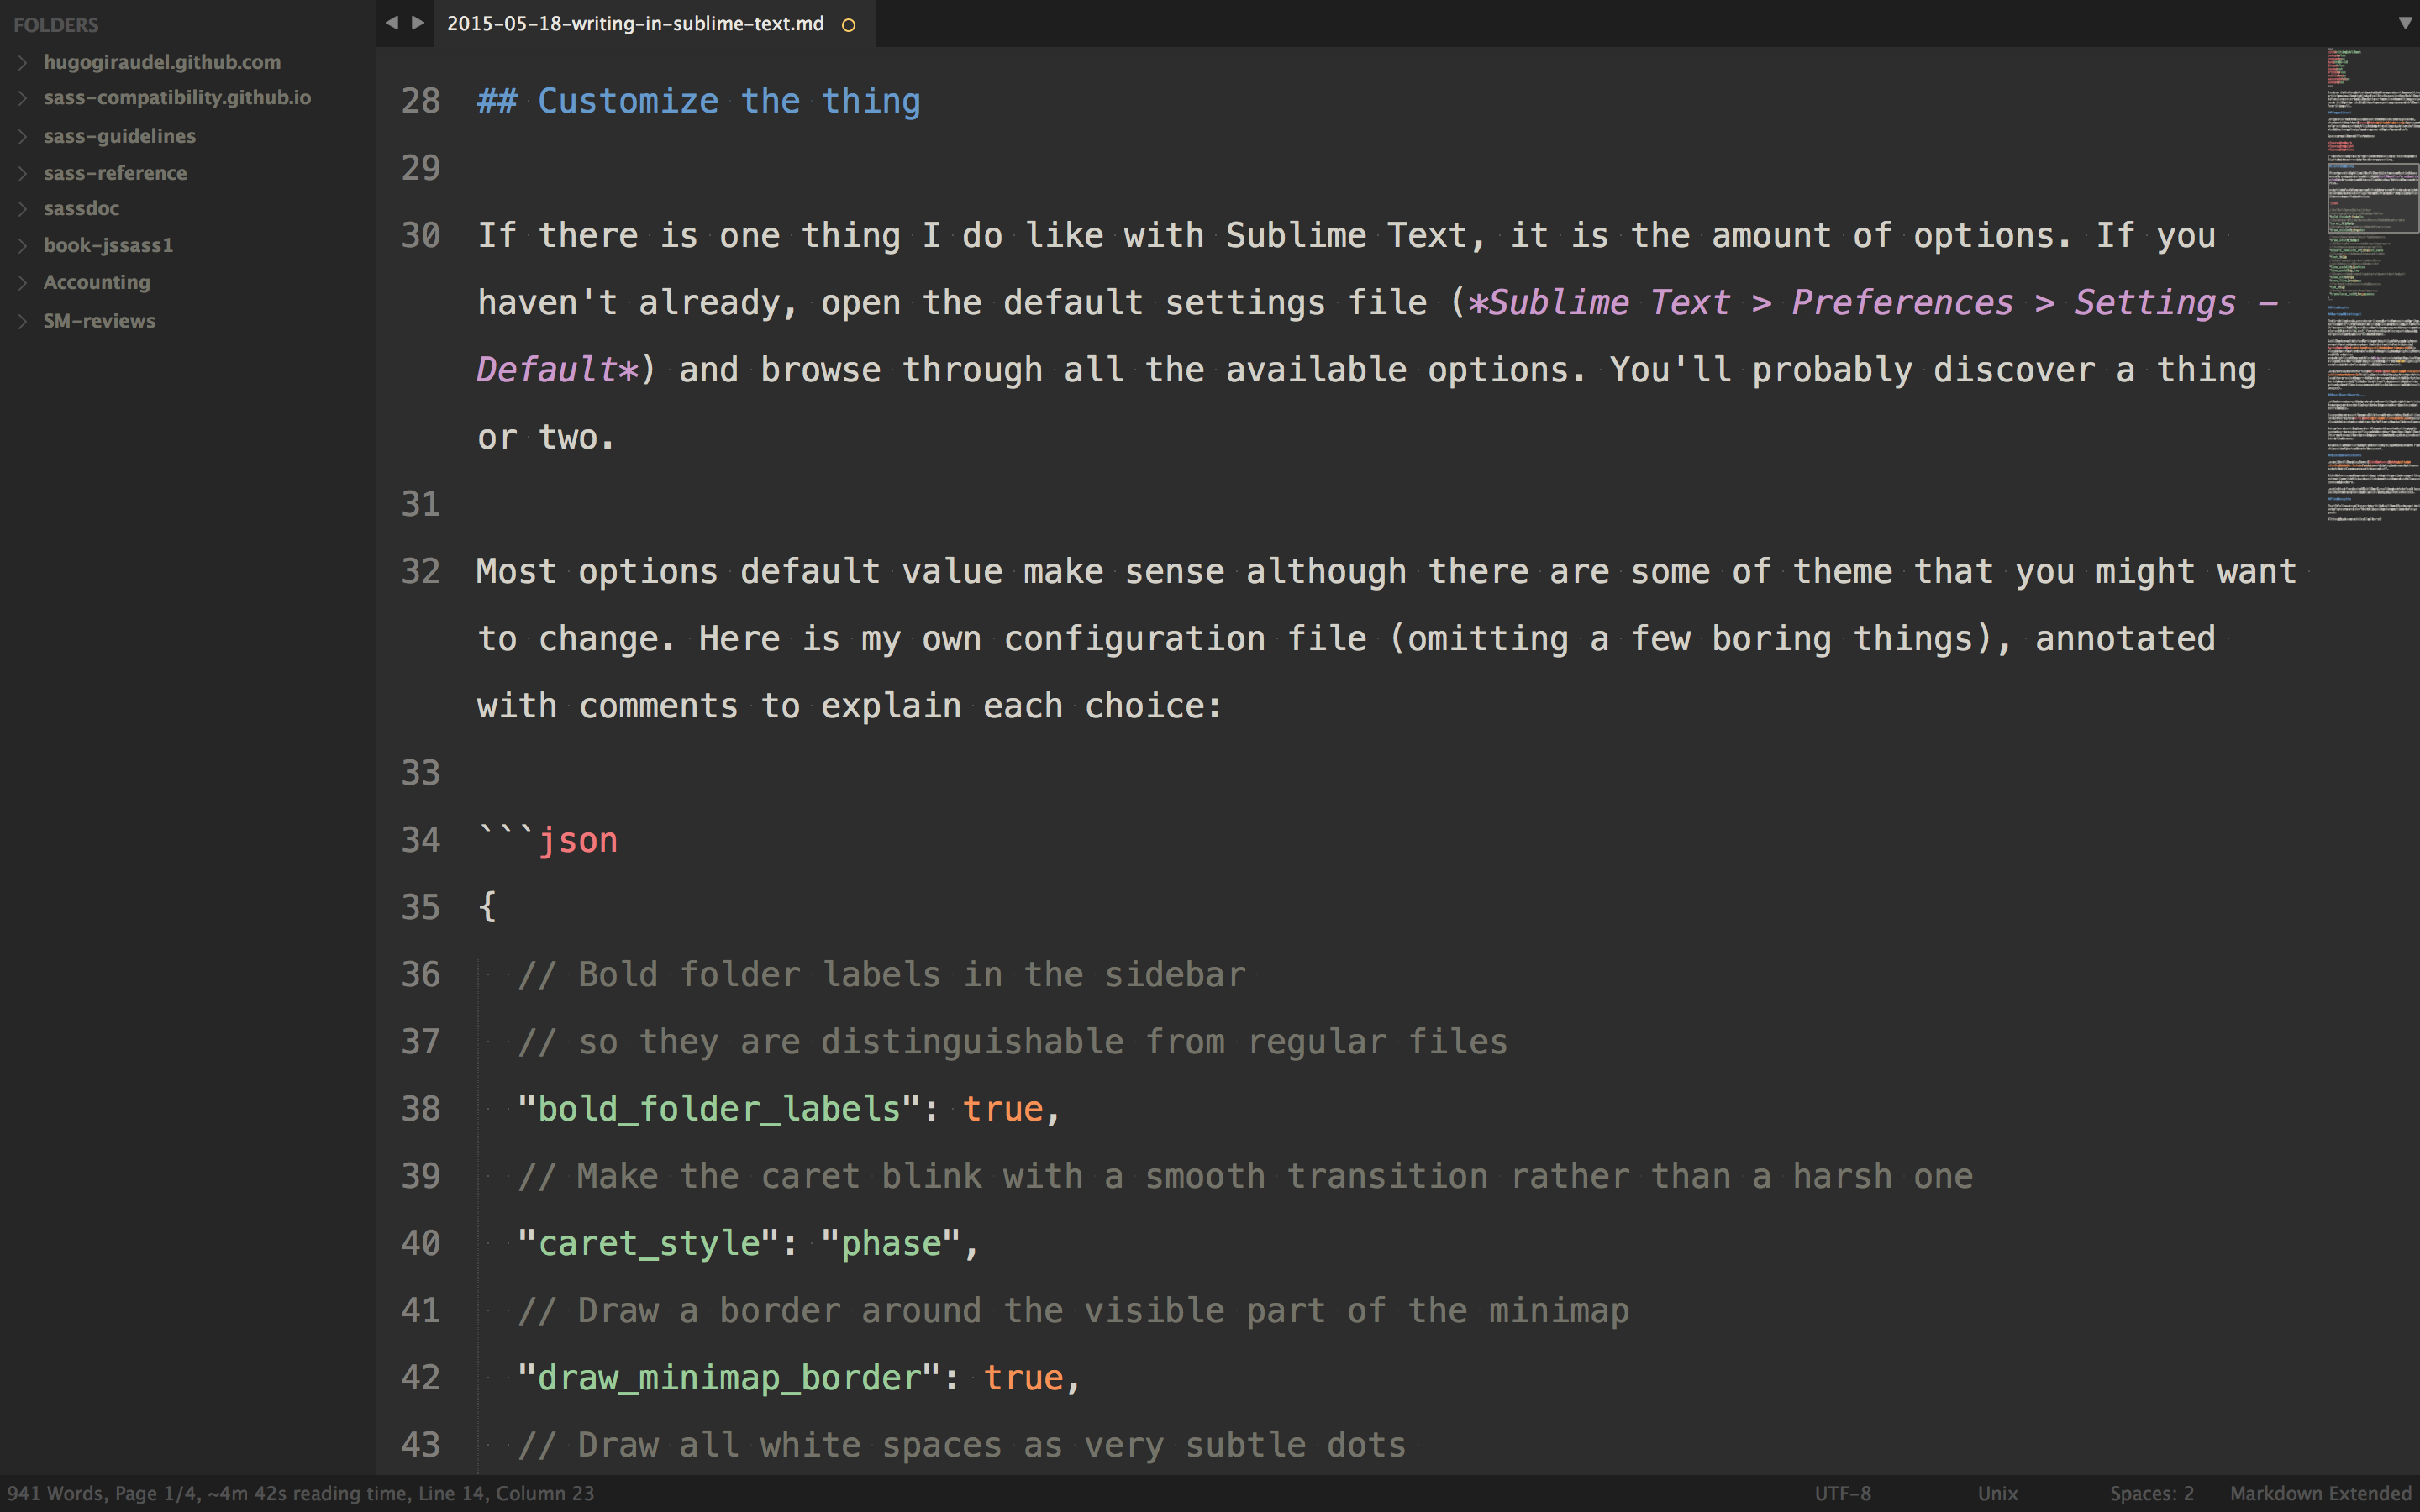 FOLDERS
hugogiraudel.github.com
sass-compatibility.github.io
sass-guidelines
sass-reference
sassdoc
book-jssass1
Accounting
SM-reviews
2015-05-18-writing-in-sublime-text.md
28 ## Customize the thing
29
30 If there is one thing I do like with Sublime Text, it is the amount of options. If you
haven't already, open the default settings file (*Sublime Text > Preferences > Settings –
Default*) and browse through all the available options. You'll probably discover a thing
or two.
31
32 Most options default value make sense although there are some of theme that you might want
to change. Here is my own configuration file (omitting a few boring things), annotated
with comments to explain each choice:
33
34 ```json
35 {
36 // Bold folder labels in the sidebar
37 // so they are distinguishable from regular files
38 "bold_folder_labels": true,
39 // Make the caret blink with a smooth transition rather than a harsh one
40 "caret_style": "phase",
41 // Draw a border around the visible part of the minimap
42 "draw_minimap_border": true,
43 // Draw all white spaces as very subtle dots
941 Words, Page 1/4, ~4m 42s reading time, Line 14, Column 23
UTF-8
Unix
Spaces: 2
Markdown Extended